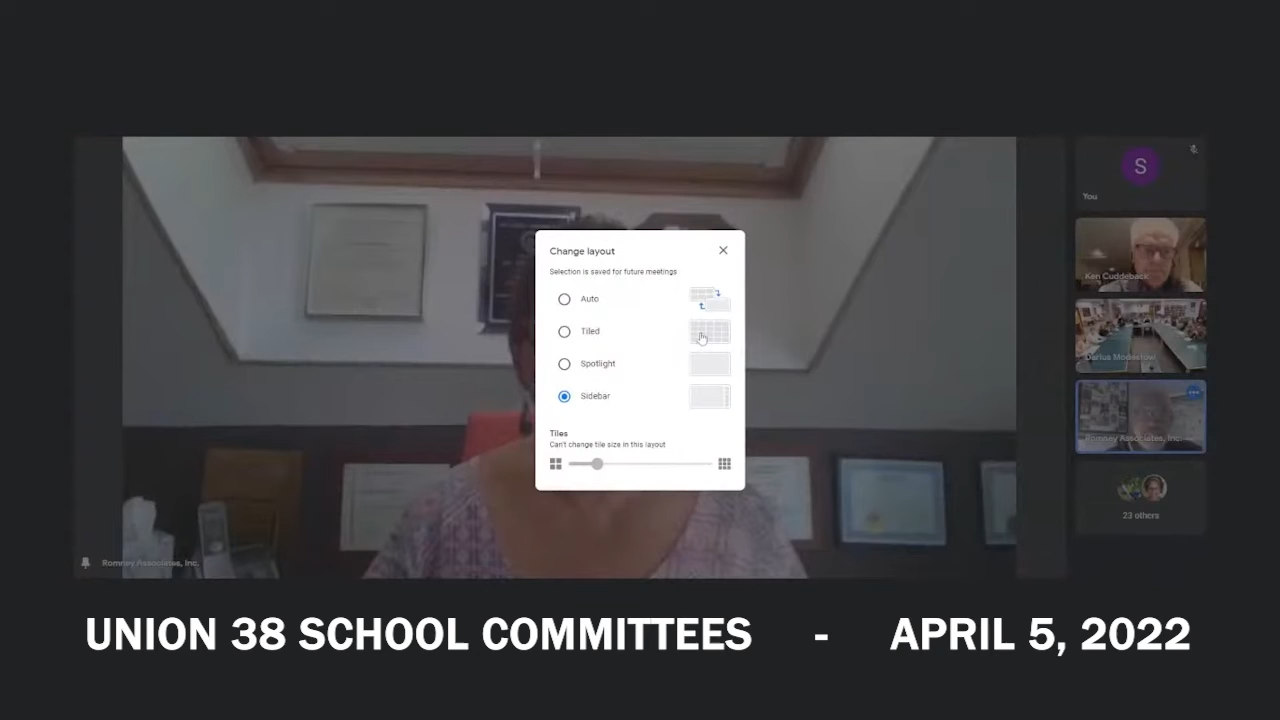 Change layout
Selection is saved for future meetings
Auto
Tiled
Spotlight
Sidebar
Tiles
Can't change tile size in this layout
S
You
Ken Cuddeback
Darius Modestow
Romney Associates, Inc.
23 others
Romney Associates, Inc.
UNION 38 SCHOOL COMMITTEES - APRIL 5, 2022